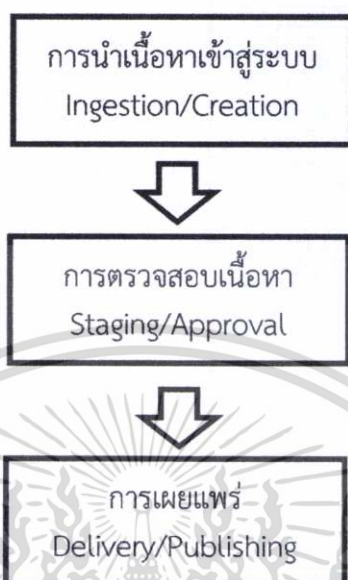 การนำเนื้อหาเข้าสู่ระบบ
Ingestion/Creation
การตรวจสอบเนื้อหา
Staging/Approval
การเผยแพร่
Delivery/Publishing